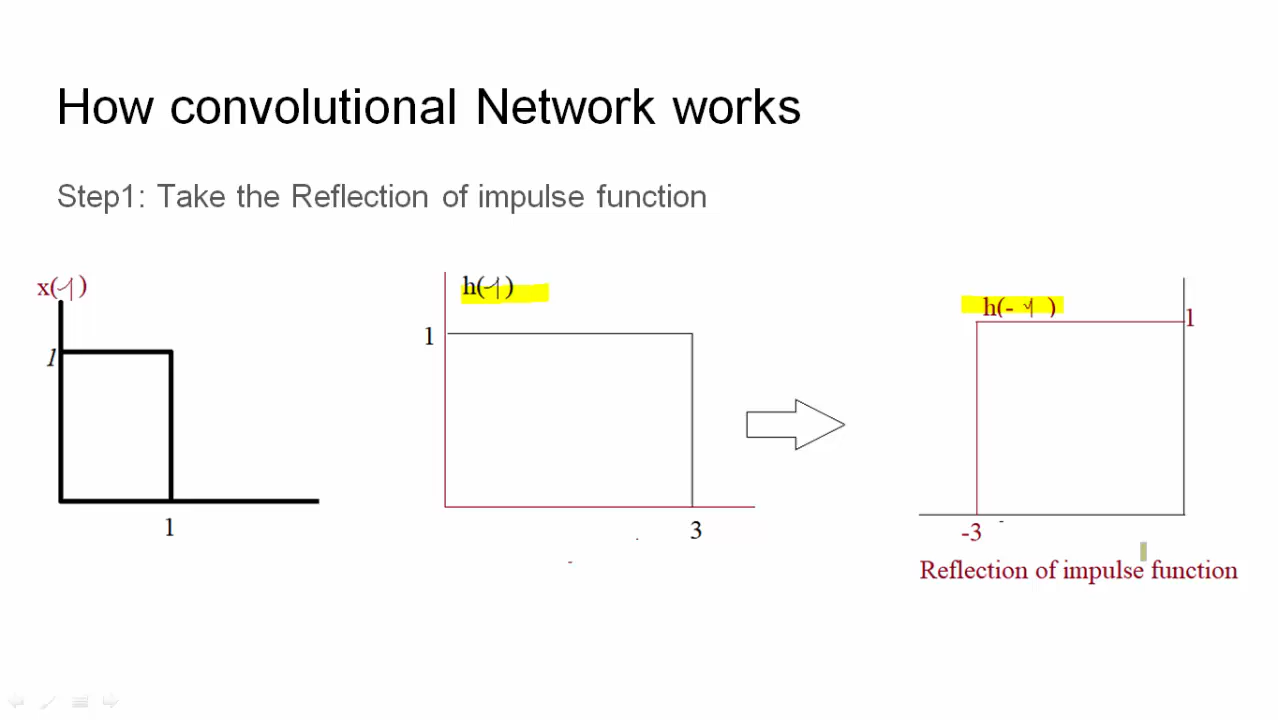 How convolutional Network works
Step1: Take the Reflection of impulse function
x(
1
1
h(
1
3
h(-
1
-3
Reflection of impulse function